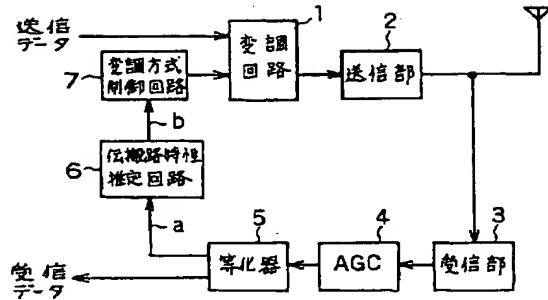 送信
データ
1
変調
回路
2
送信部
7
変調方式
制御回路
b
6
伝搬路特性
推定回路
a
5
等化器
4
AGC
3
受信部
受信
データ